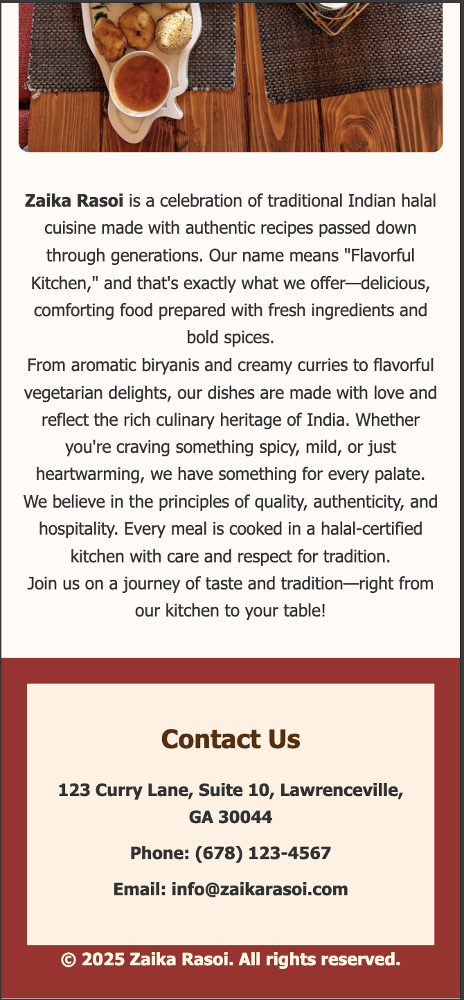 Zaika Rasoi is a celebration of traditional Indian halal
cuisine made with authentic recipes passed down
through generations. Our name means "Flavorful
Kitchen," and that's exactly what we offer—delicious,
comforting food prepared with fresh ingredients and
bold spices.
From aromatic biryanis and creamy curries to flavorful
vegetarian delights, our dishes are made with love and
reflect the rich culinary heritage of India. Whether
you're craving something spicy, mild, or just
heartwarming, we have something for every palate.
We believe in the principles of quality, authenticity, and
hospitality. Every meal is cooked in a halal-certified
kitchen with care and respect for tradition.
Join us on a journey of taste and tradition—right from
our kitchen to your table!
Contact Us
123 Curry Lane, Suite 10, Lawrenceville,
GA 30044
Phone: (678) 123-4567
Email: info@zaikarasoi.com
© 2025 Zaika Rasoi. All rights reserved.